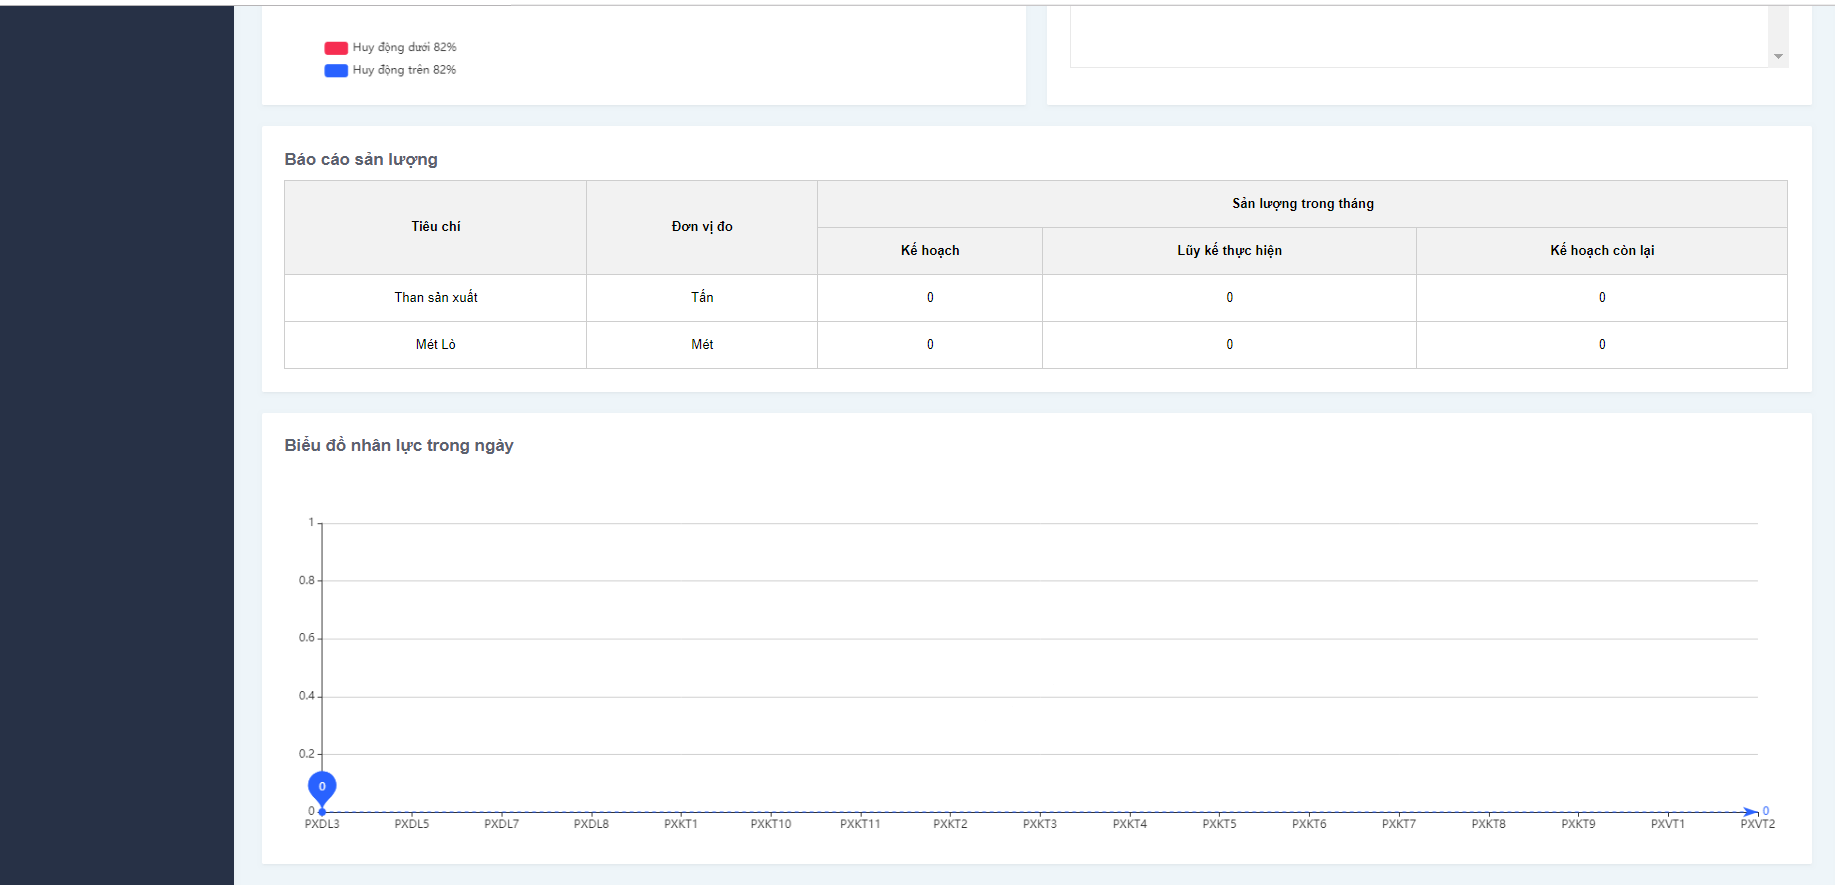 Huy động dưới 82%
Huy động trên 82%
Báo cáo sản lượng
Tiêu chí Đơn vị đo Sản lượng trong tháng
Kế hoạch Lũy kế thực hiện Kế hoạch còn lại
Than sản xuất Tấn 0 0 0
Mét Lò Mét 0 0 0
Biểu đồ nhân lực trong ngày
1
0.8
0.6
0.4
0.2
0
0 0
PXDL3 PXDL5 PXDL7 PXDL8 PXKT1 PXKT10 PXKT11 PXKT2 PXKT3 PXKT4 PXKT5 PXKT6 PXKT7 PXKT8 PXKT9 PXVT1 PXVT2